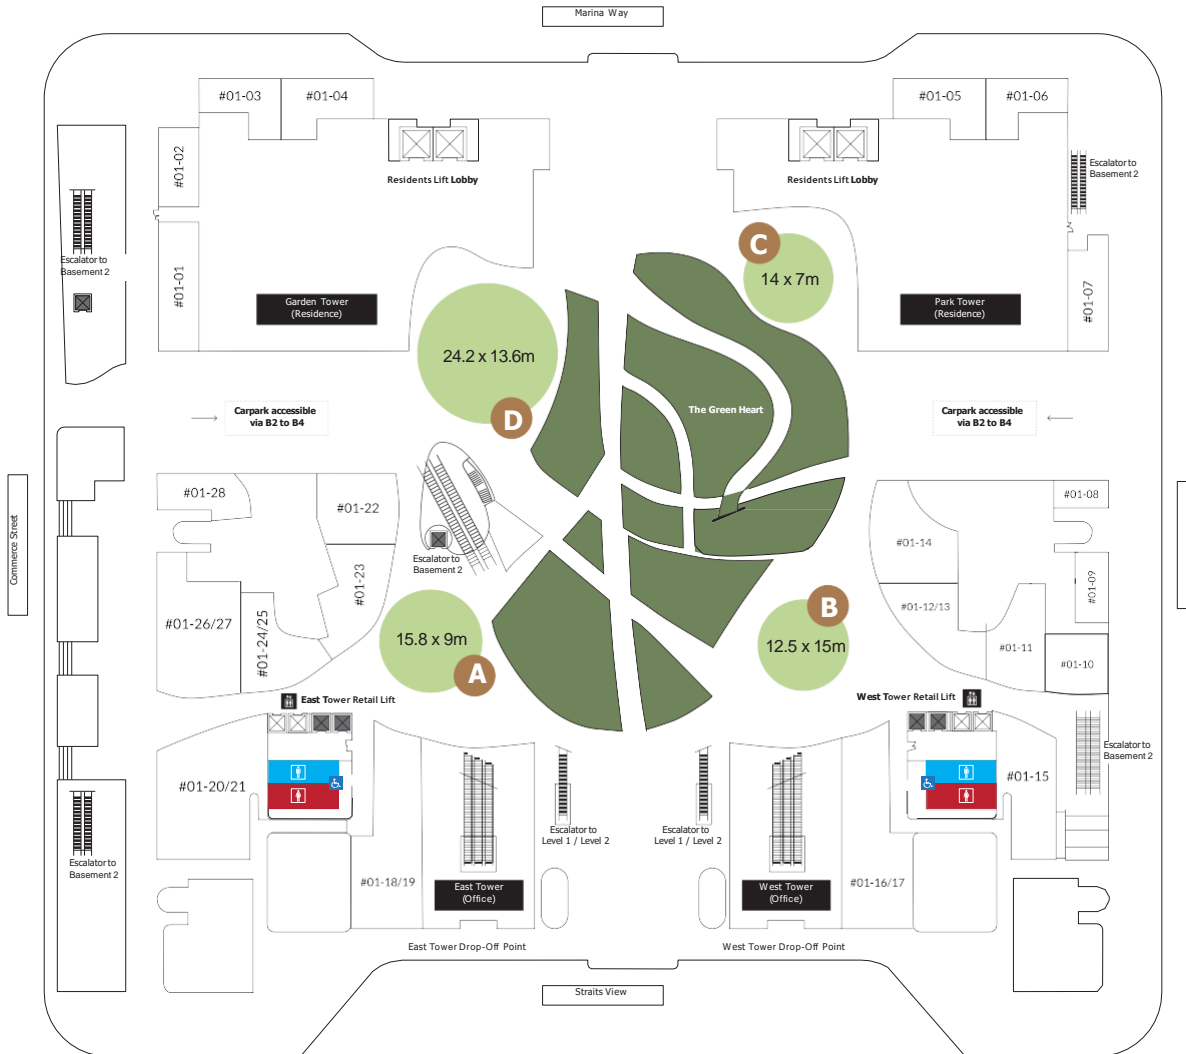 Marina Way
#01-03
#01-04
#01-05
#01-06
#01-02
Residents Lift Lobby
Residents Lift Lobby
Escalator to
Basement 2
C
14 x 7m
Escalator to
Basement 2
#01-01
Garden Tower
(Residence)
Park Tower
(Residence)
#01-07
24.2 x 13.6m
D
The Green Heart
Carpark accessible
via B2 to B4
Carpark accessible
via B2 to B4
#01-28
#01-22
#01-08
Commerce Street
#01-14
Escalator to
Basement 2
#01-23
#01-09
#01-26/27
#01-24/25
#01-12/13
B
15.8 x 9m
A
12.5 x 15m
#01-11
#01-10
East Tower Retail Lift
West Tower Retail Lift
Escalator to
Basement 2
#01-20/21
#01-15
Escalator to
Level 1 / Level 2
Escalator to
Level 1 / Level 2
Escalator to
Basement 2
#01-18/19
East Tower
(Office)
West Tower
(Office)
#01-16/17
East Tower Drop-Off Point
West Tower Drop-Off Point
Straits View